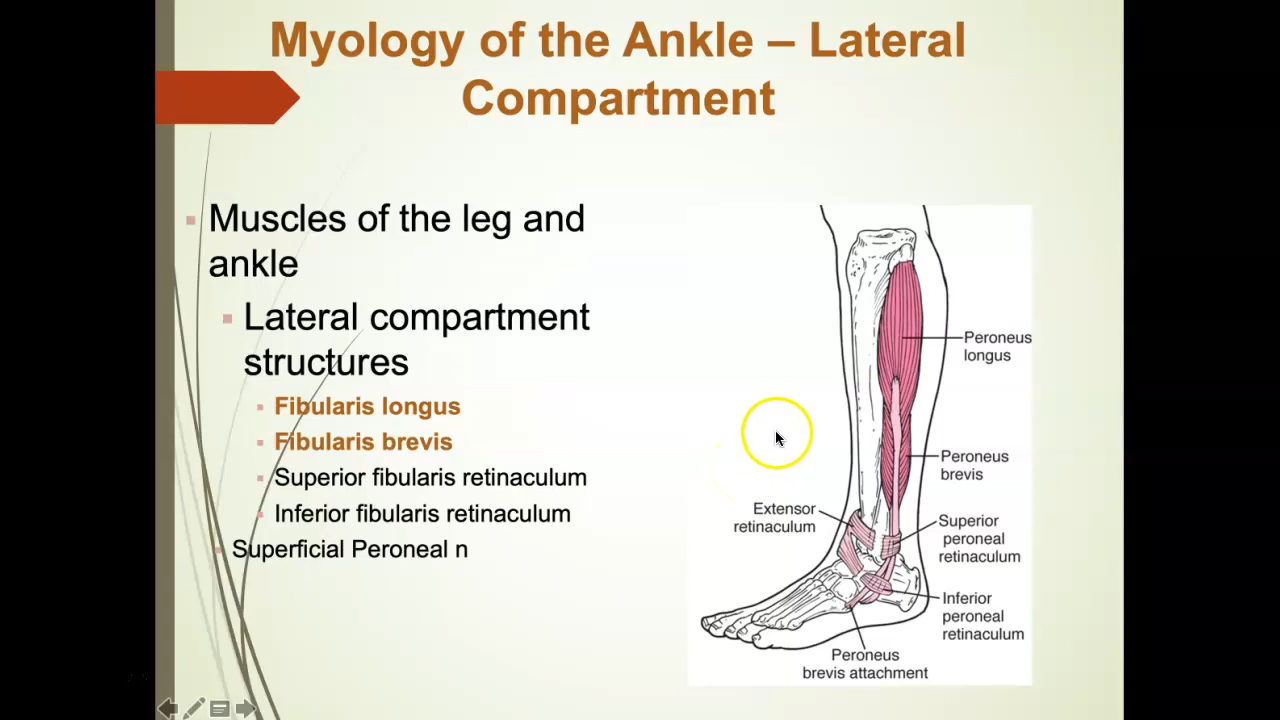 Myology of the Ankle – Lateral
Compartment
Muscles of the leg and
ankle
Lateral compartment
structures
Fibularis longus
Fibularis brevis
Superior fibularis retinaculum
Inferior fibularis retinaculum
Superficial Peroneal n
Peroneus
longus
Peroneus
brevis
Extensor
retinaculum
Superior
peroneal
retinaculum
Inferior
peroneal
retinaculum
Peroneus
brevis attachment